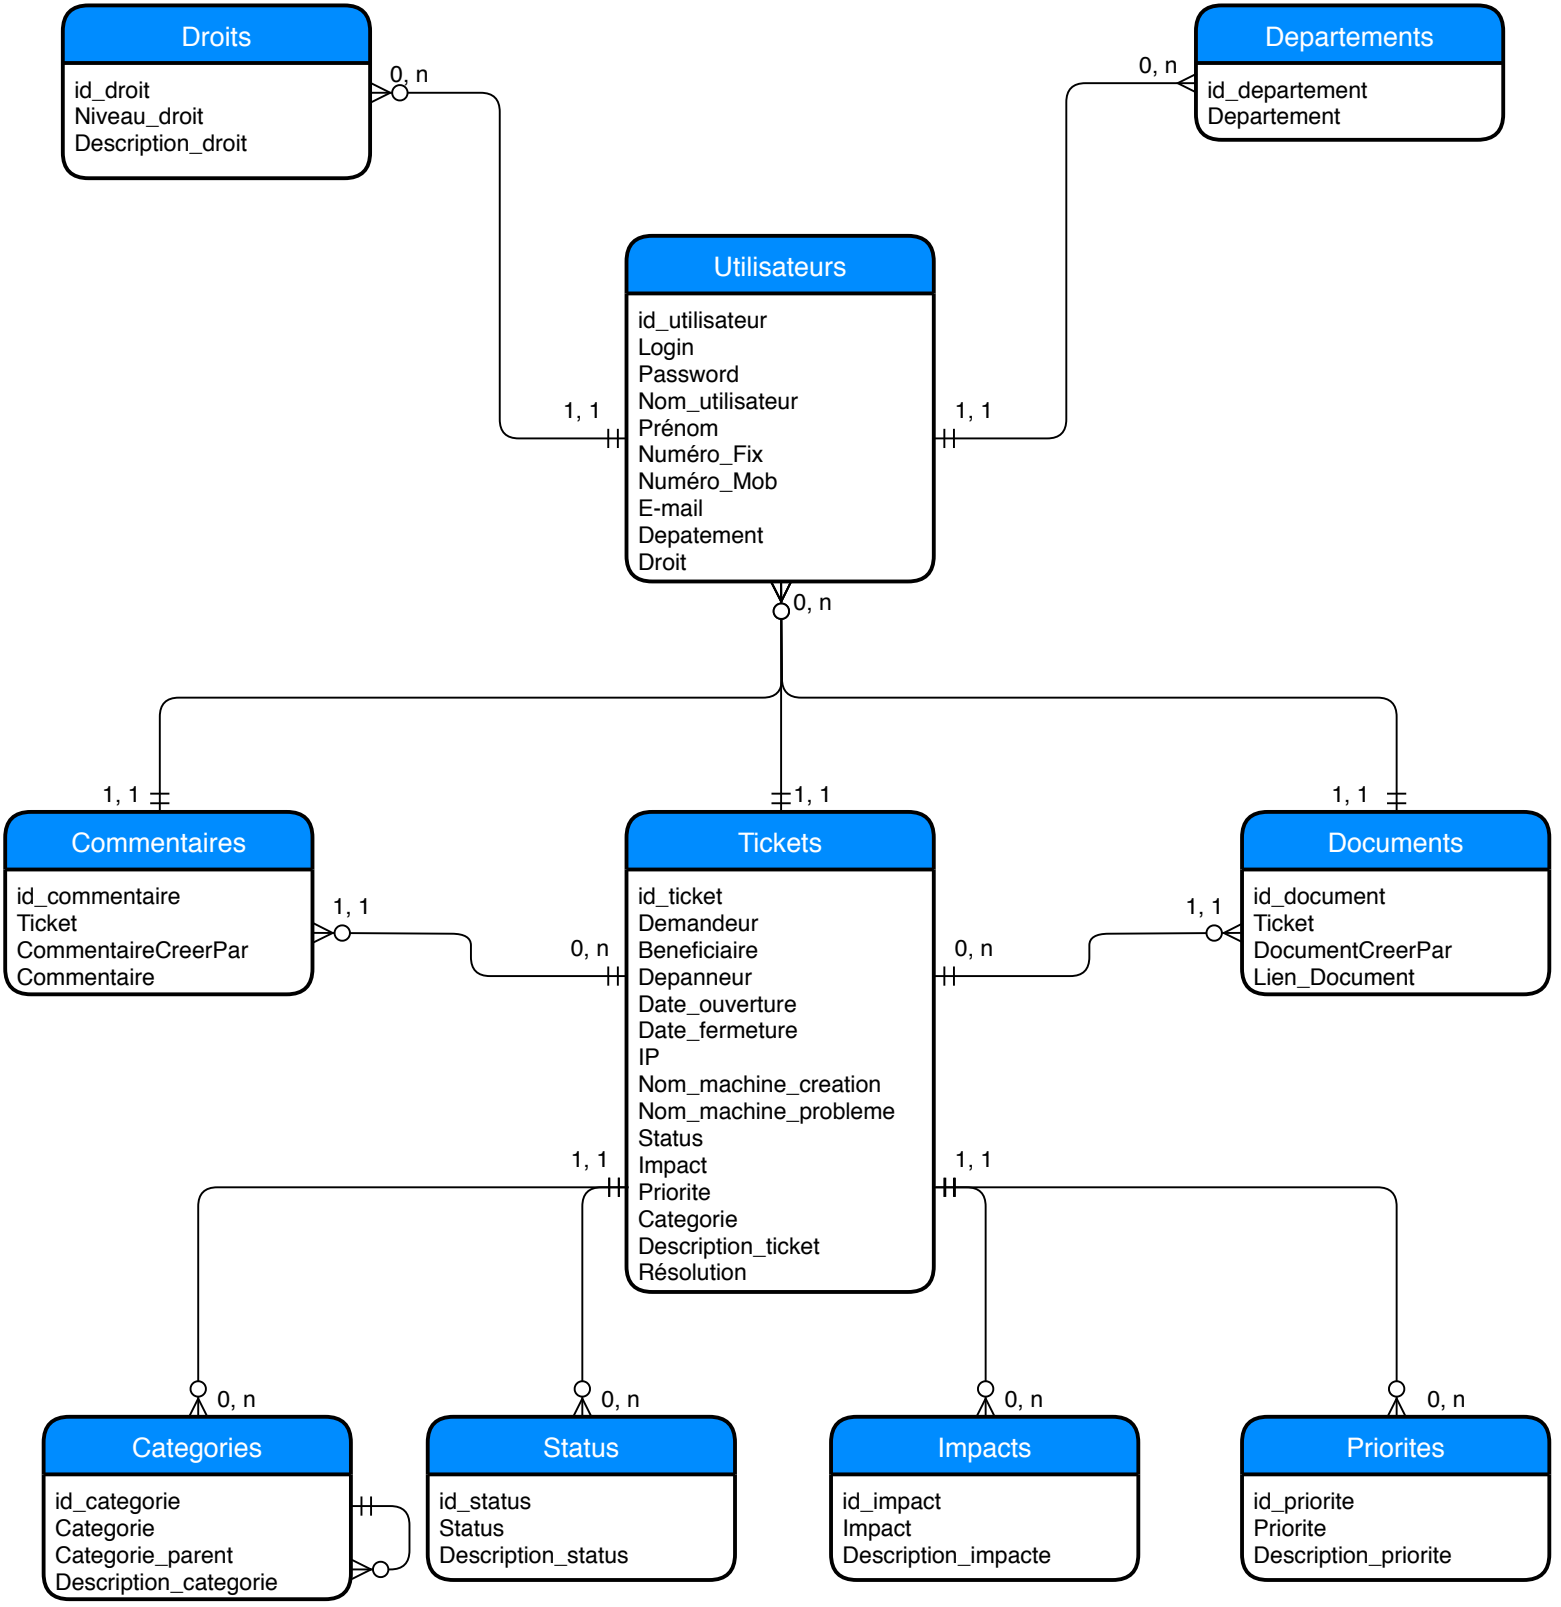 Droits
id_droit
Niveau_droit
Description_droit
0, n
Departements
id_departement
Departement
0, n
Utilisateurs
id_utilisateur
Login
Password
Nom_utilisateur
Prénom
Numéro_Fix
Numéro_Mob
E-mail
Depatement
Droit
1, 1
1, 1
0, n
1, 1
1, 1
1, 1
Commentaires
id_commentaire
Ticket
CommentaireCreerPar
Commentaire
1, 1
0, n
Tickets
id_ticket
Demandeur
Beneficiaire
Depanneur
Date_ouverture
Date_fermeture
IP
Nom_machine_creation
Nom_machine_probleme
Status
Impact
Priorite
Categorie
Description_ticket
Résolution
0, n
1, 1
Documents
id_document
Ticket
DocumentCreerPar
Lien_Document
1, 1
1, 1
0, n
0, n
0, n
0, n
Categories
id_categorie
Categorie
Categorie_parent
Description_categorie
Status
id_status
Status
Description_status
Impacts
id_impact
Impact
Description_impacte
Priorites
id_priorite
Priorite
Description_priorite